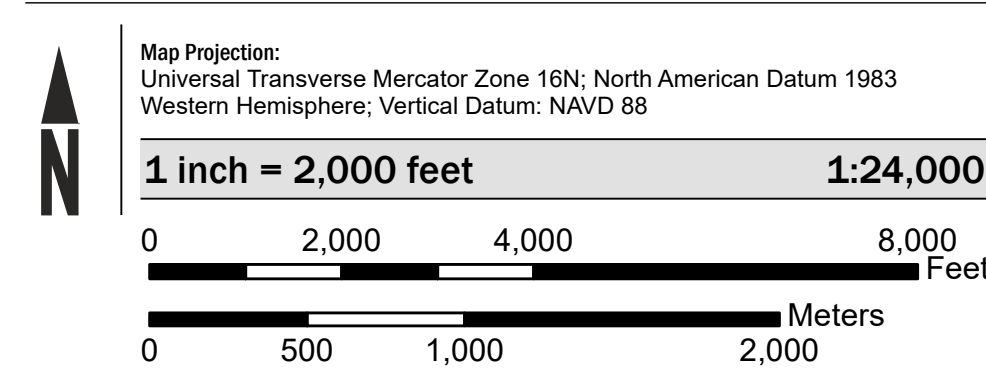 Map Projection:
Universal Transverse Mercator Zone 16N; North American Datum 1983
Western Hemisphere; Vertical Datum: NAVD 88
N
1 inch = 2,000 feet 1:24,000
0 2,000 4,000 8,000
Feet
Meters
0 500 1,000 2,000